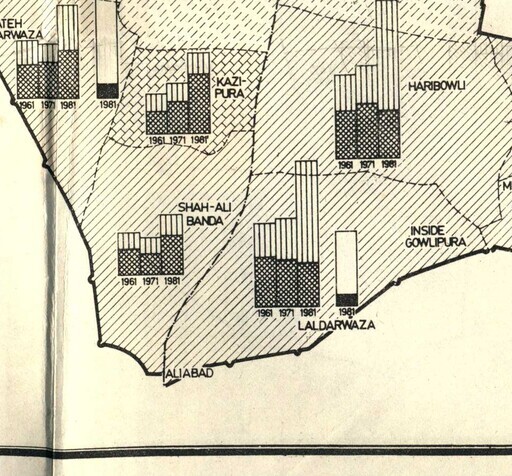 ATEH
ARWAZA
1961 1971 1981
1981
KAZI-
PURA
1961 1971 1981
HARIBOWLI
1961 1971 1981
M
SHAH-ALI
BANDA
1961 1971 1981
INSIDE
GOWLIPURA
1961 1971 1981
1981
LALDARWAZA
ALIABAD